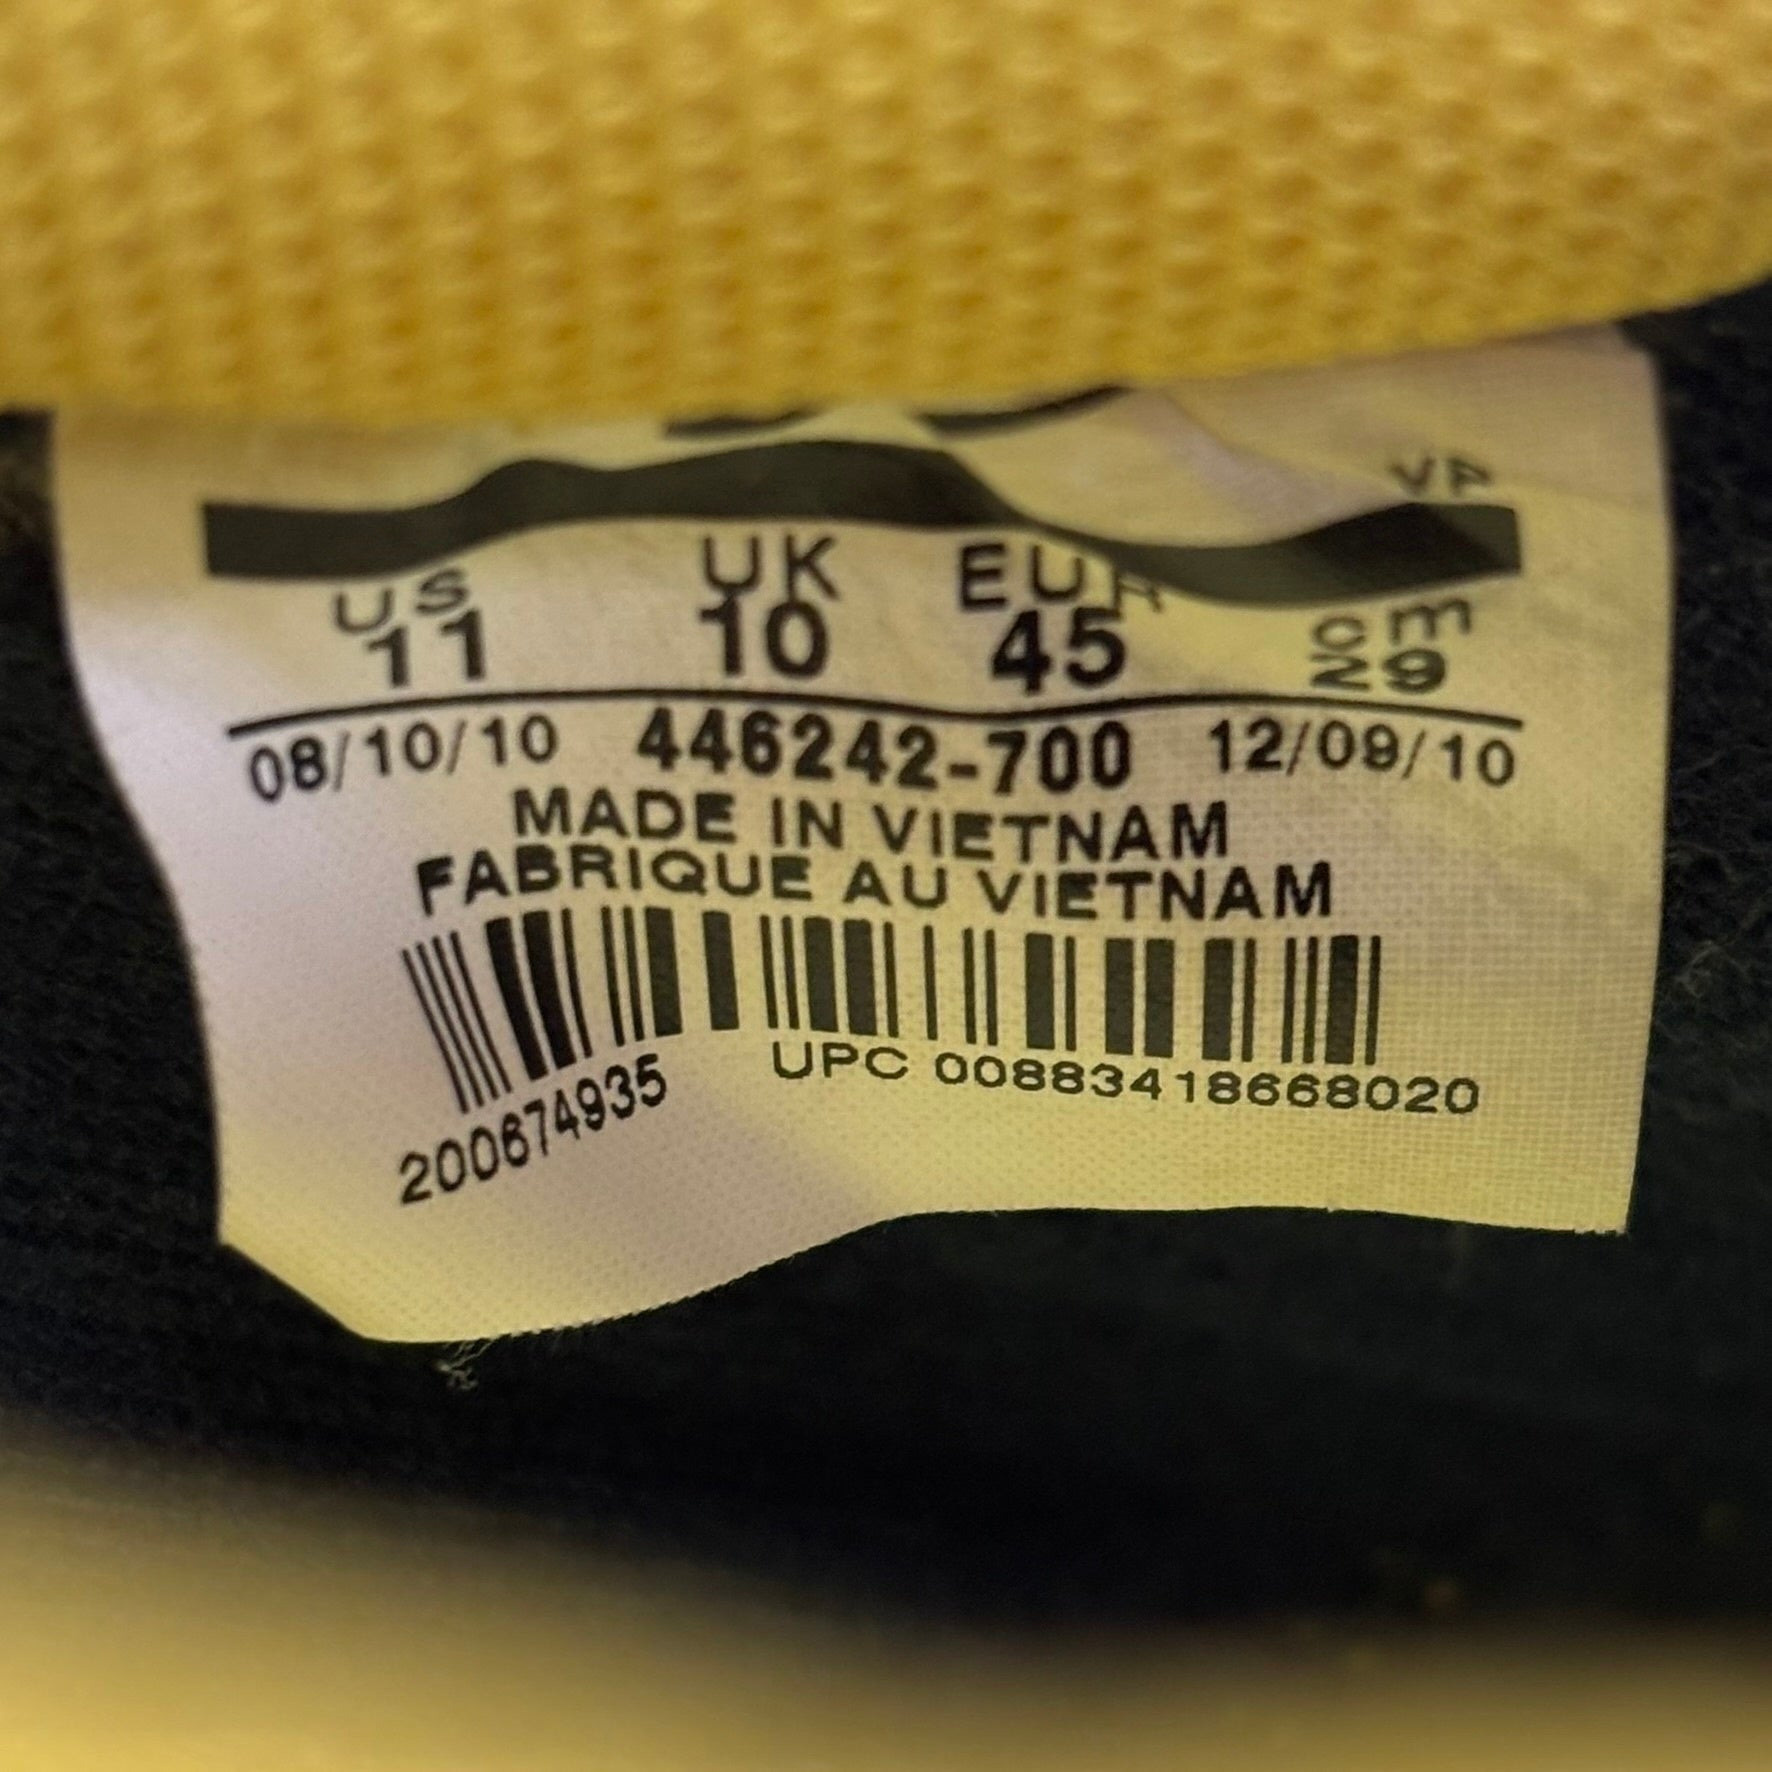 VP
US UK EUR cm
11 10 45 29
08/10/10 446242-700 12/09/10
MADE IN VIETNAM
FABRIQUE AU VIETNAM
UPC 00883418668020
200674935